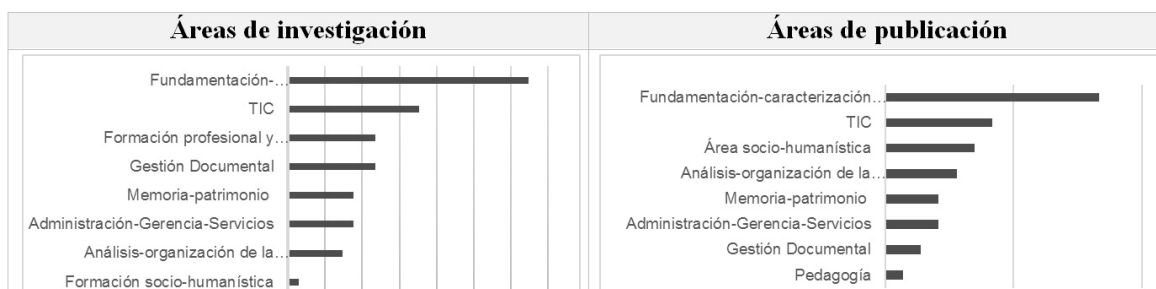 Áreas de investigación
Fundamentación-...
TIC
Formación profesional y...
Gestión Documental
Memoria-patrimonio
Administración-Gerencia-Servicios
Análisis-organización de la...
Formación socio-humanística
Áreas de publicación
Fundamentación-caracterización...
TIC
Área socio-humanística
Análisis-organización de la...
Memoria-patrimonio
Administración-Gerencia-Servicios
Gestión Documental
Pedagogía